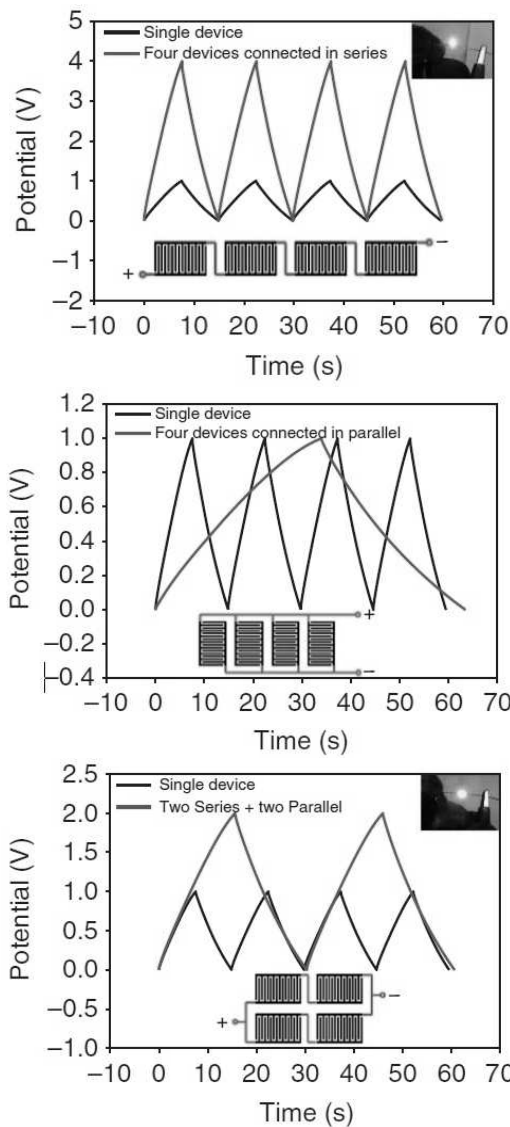 5
Single device
Four devices connected in series
4
3
2
1
0
−1
−2
+
−
−10 0 10 20 30 40 50 60 70
Potential (V)
Time (s)
1.2
Single device
Four devices connected in parallel
1.0
0.8
0.6
0.4
0.2
0.0
−0.2
−0.4
+
−
−10 0 10 20 30 40 50 60 70
Potential (V)
Time (s)
2.5
Single device
Two Series + two Parallel
2.0
1.5
1.0
0.5
0.0
−0.5
−1.0
+
−
−10 0 10 20 30 40 50 60 70
Potential (V)
Time (s)